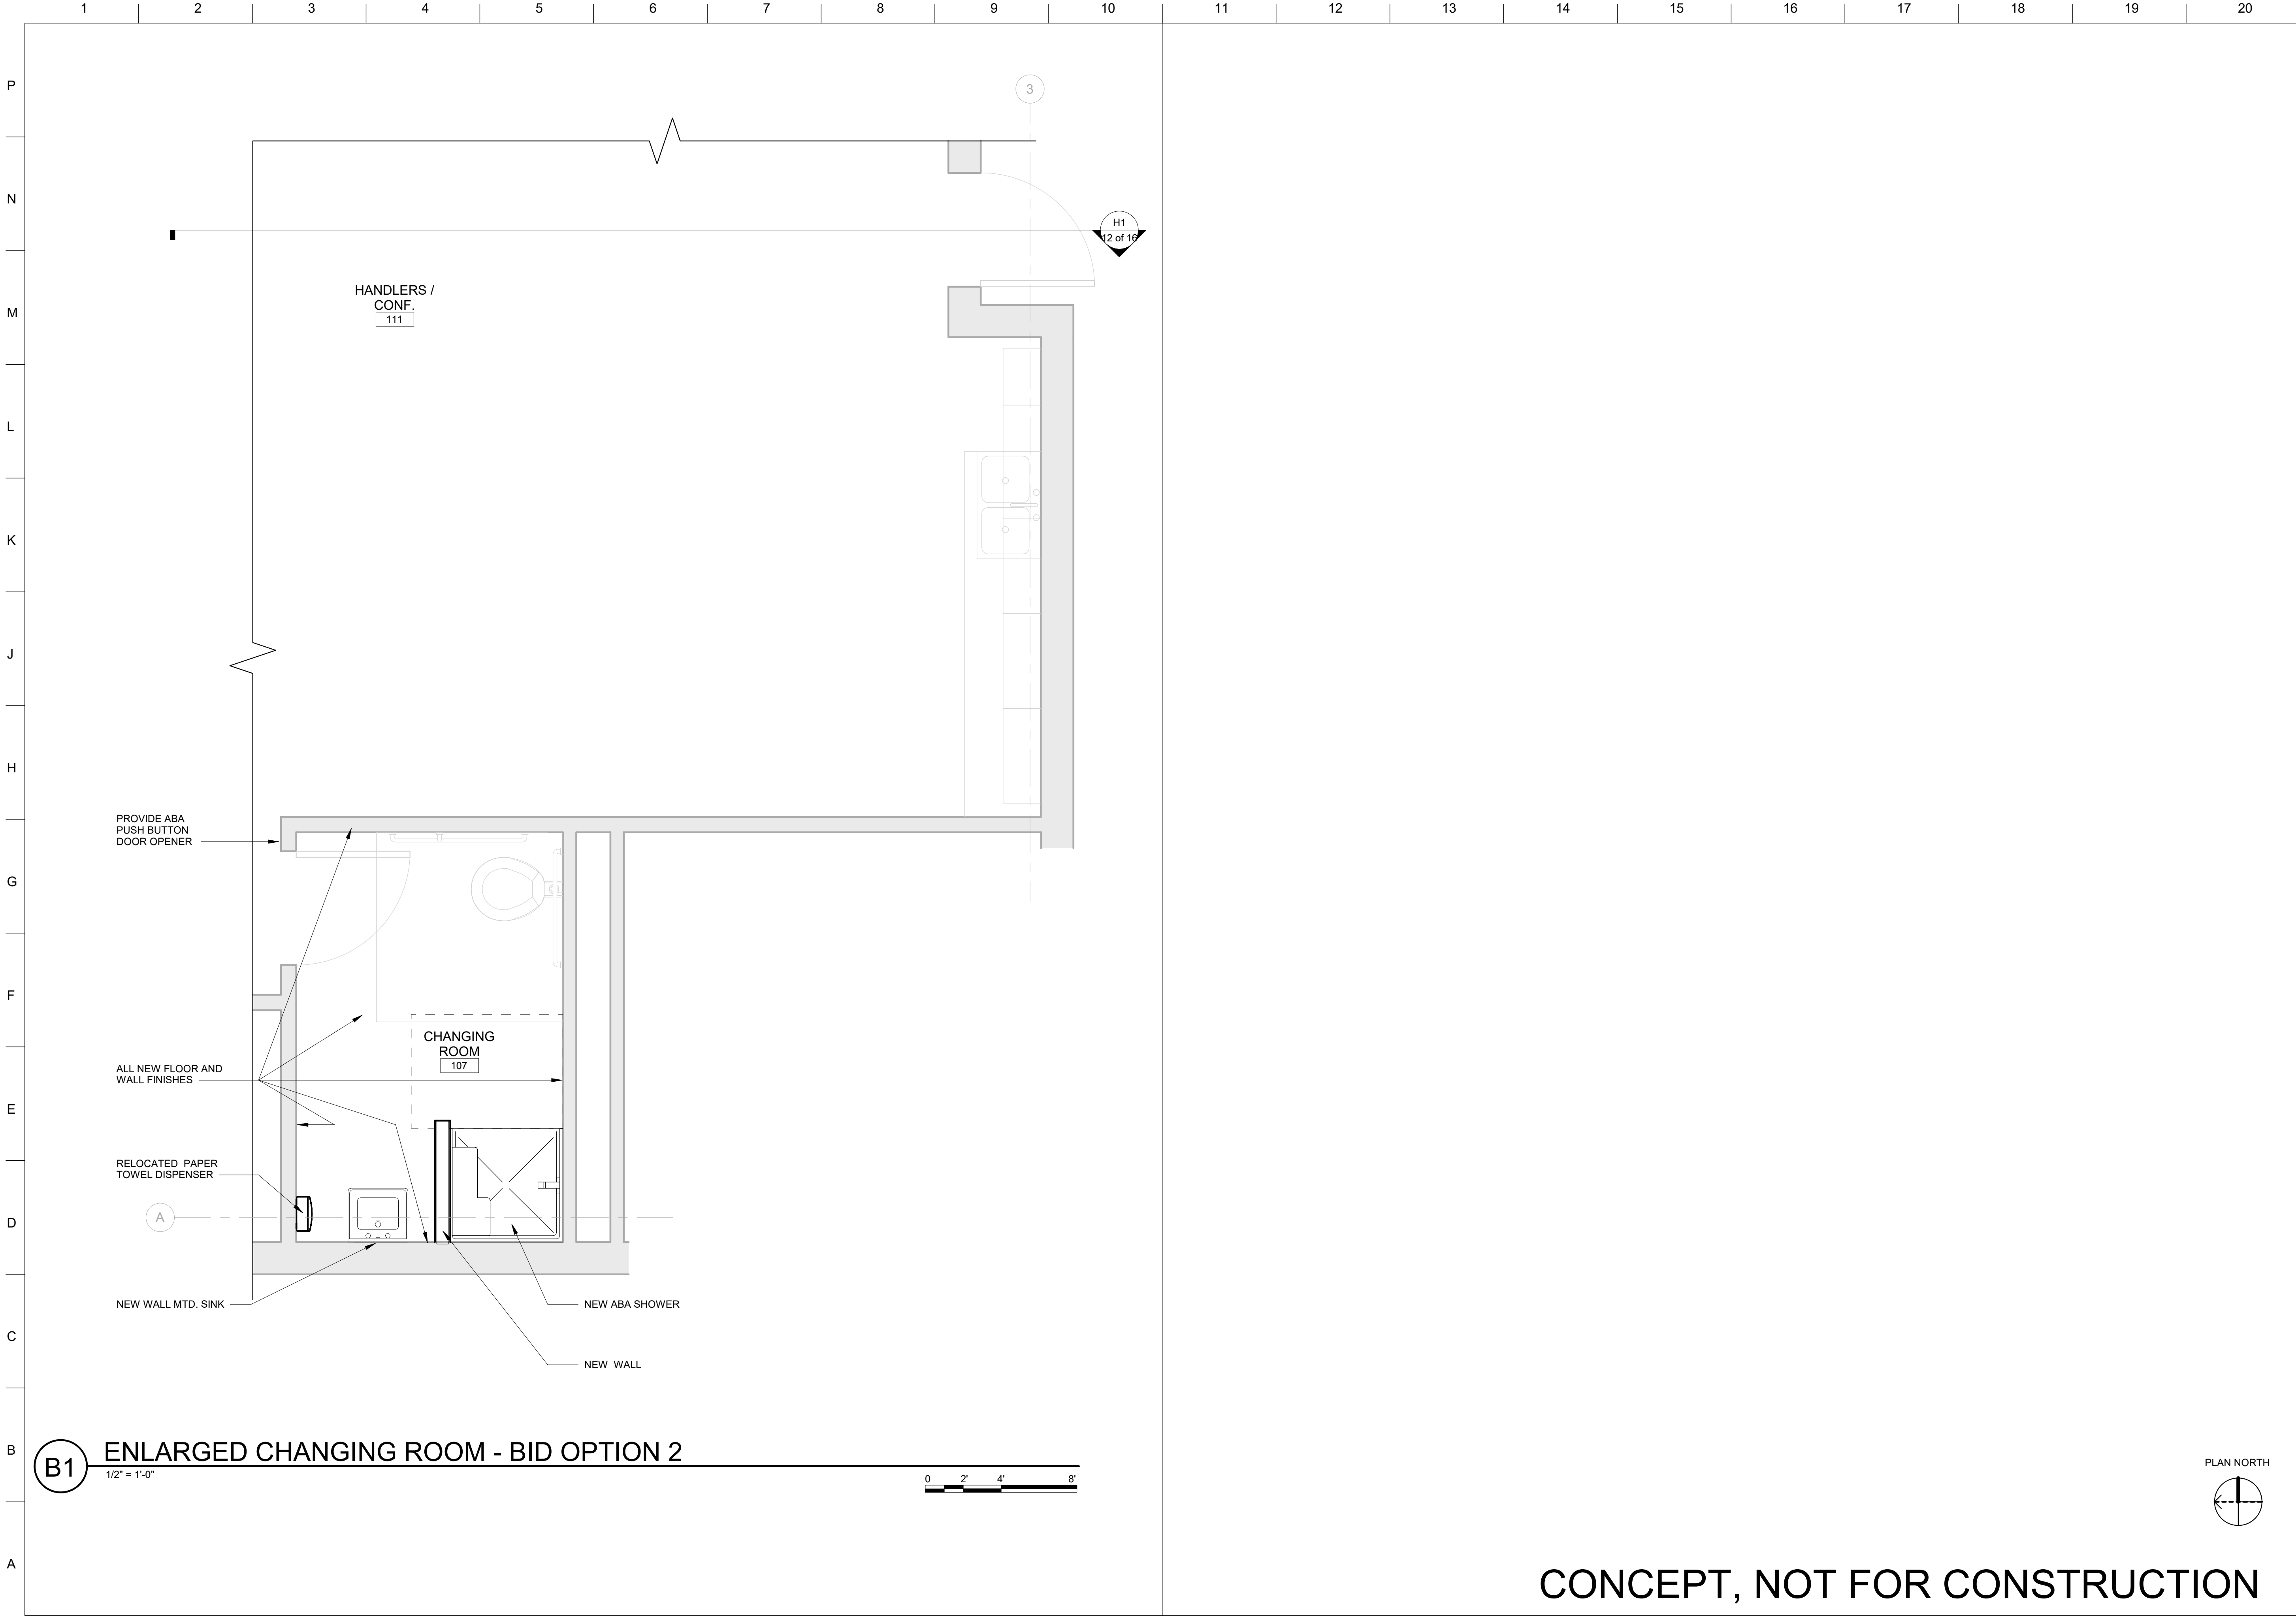 1 2 3 4 5 6 7 8 9 10 11 12 13 14 15 16 17 18 19 20
P
N
M
L
K
J
H
G
F
E
D
C
B
A
3
H1
12 of 16
HANDLERS /
CONF.
111
PROVIDE ABA
PUSH BUTTON
DOOR OPENER
CHANGING
ROOM
107
ALL NEW FLOOR AND
WALL FINISHES
RELOCATED PAPER
TOWEL DISPENSER
A
NEW WALL MTD. SINK
NEW ABA SHOWER
NEW WALL
B1
ENLARGED CHANGING ROOM - BID OPTION 2
1/2" = 1'-0"
0 2' 4' 8'
PLAN NORTH
CONCEPT, NOT FOR CONSTRUCTION